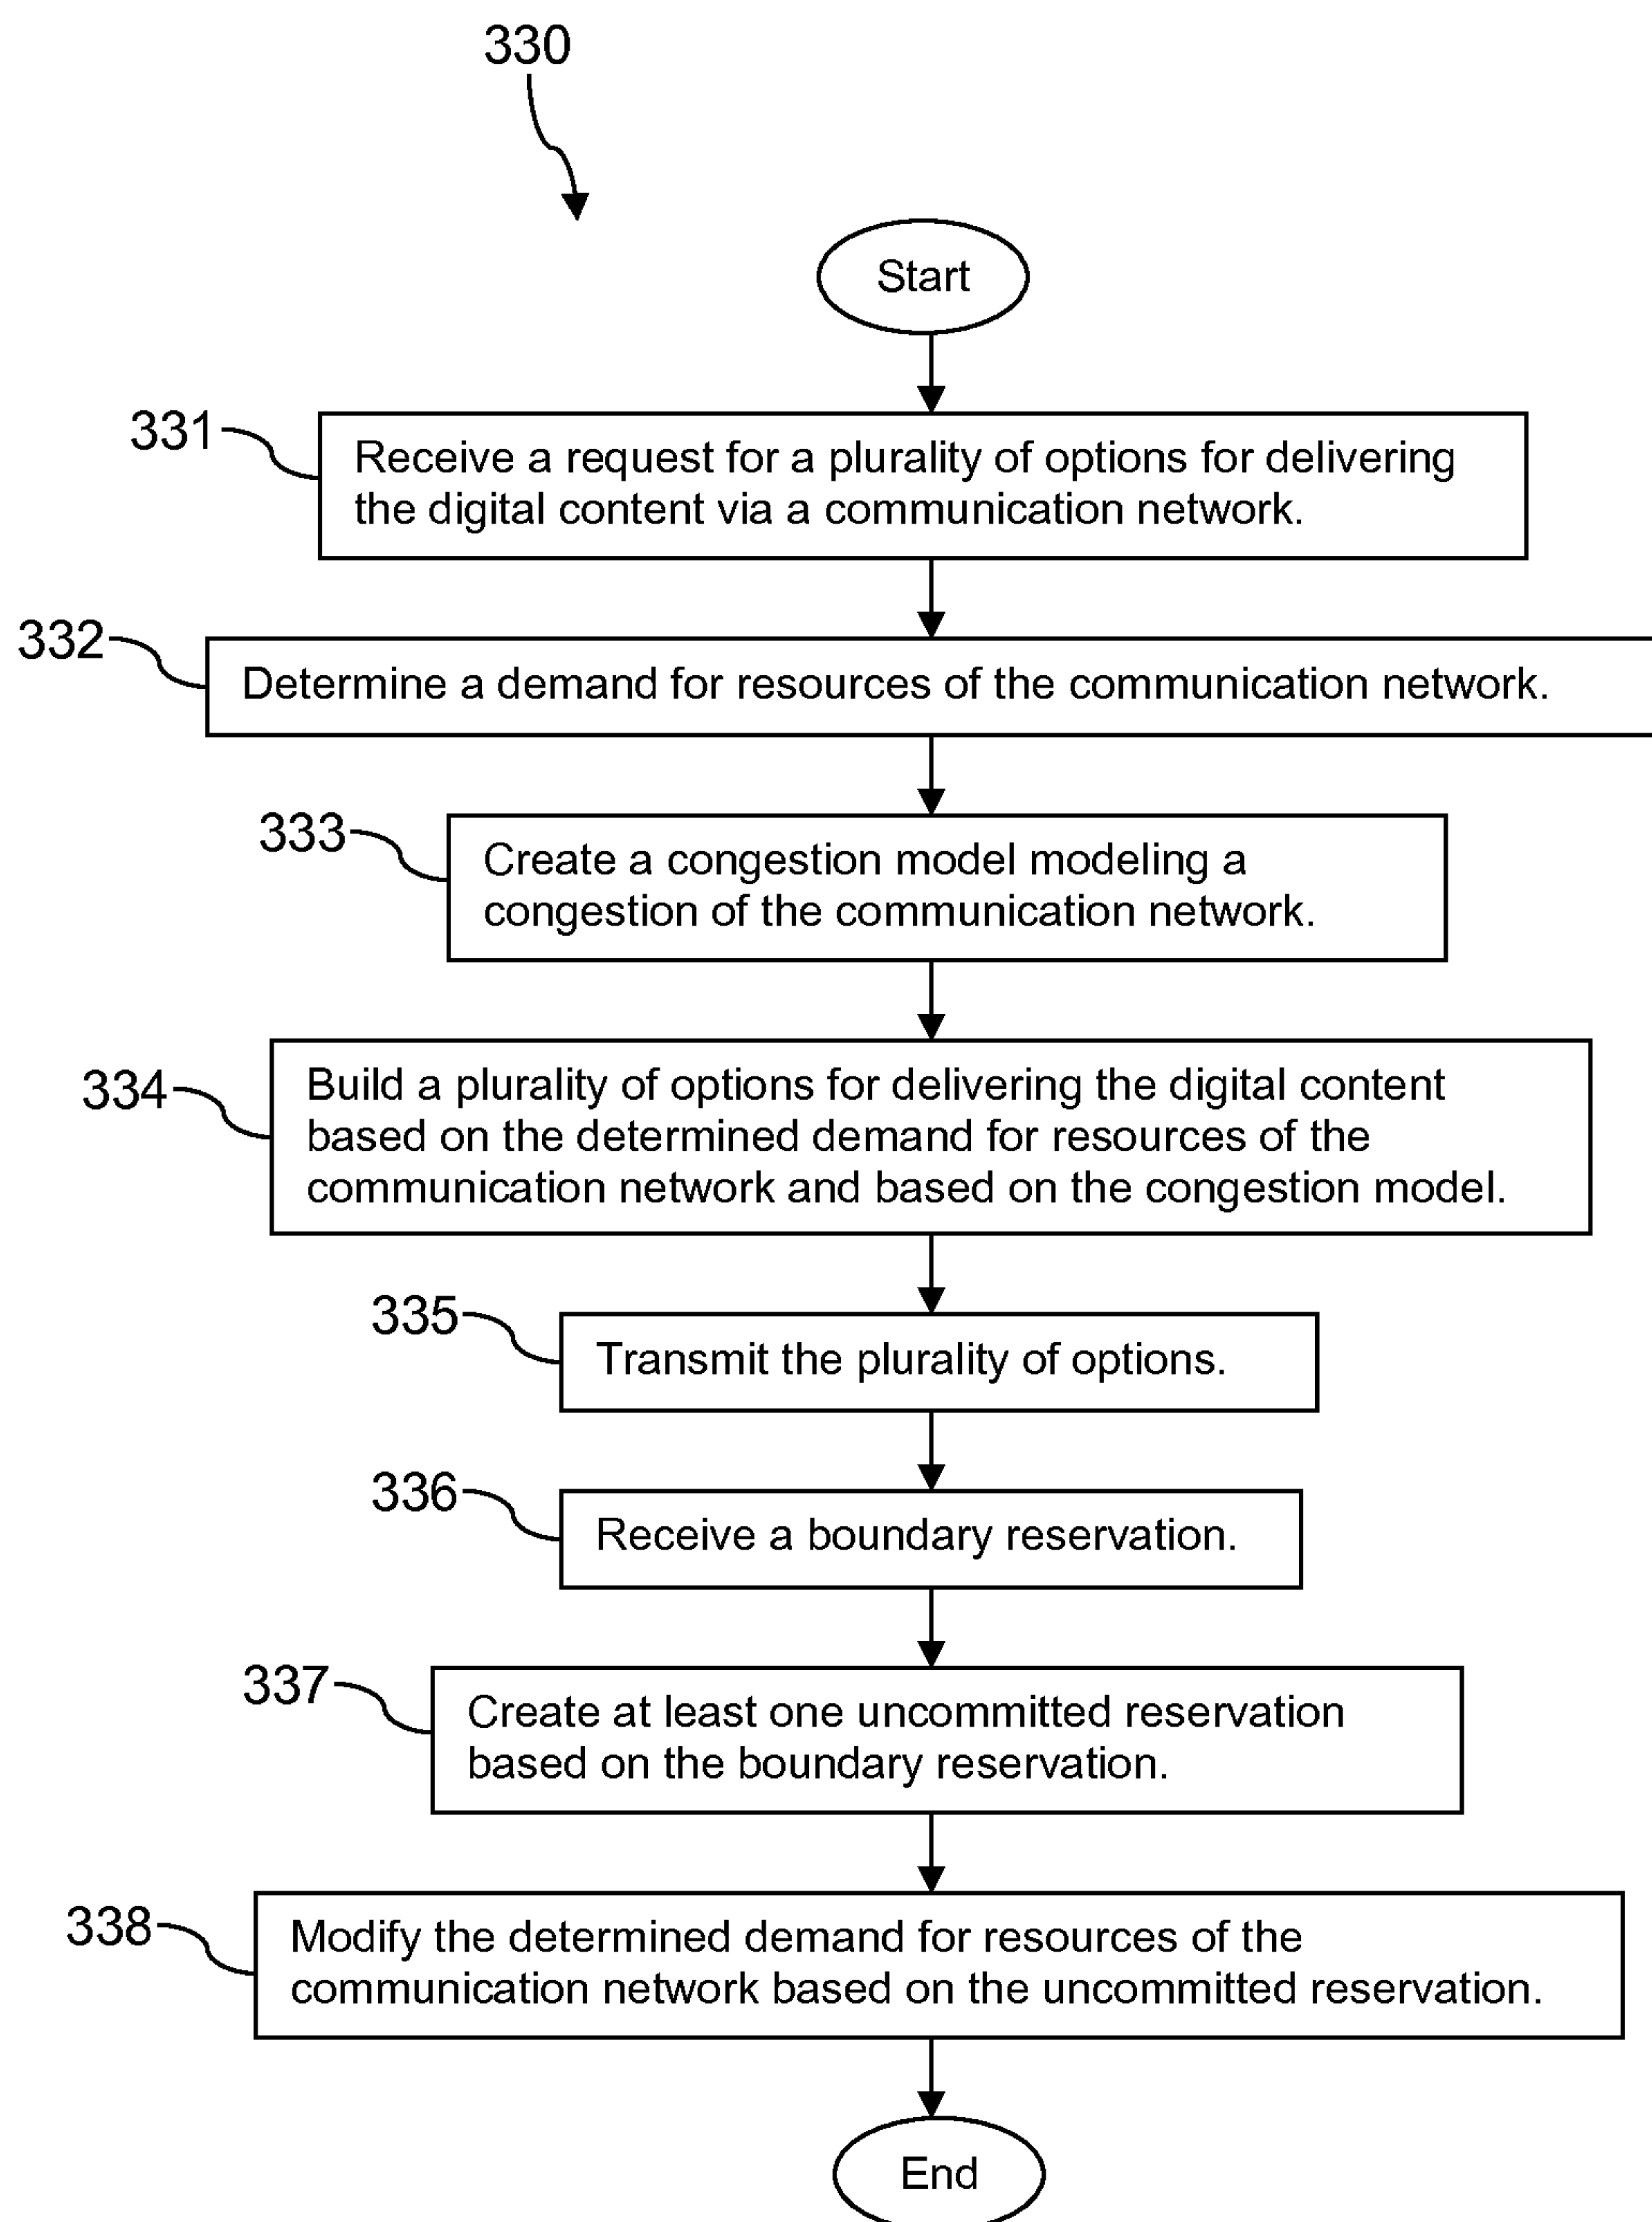 330
Start
331
Receive a request for a plurality of options for delivering
the digital content via a communication network.
332
Determine a demand for resources of the communication network.
333
Create a congestion model modeling a
congestion of the communication network.
334
Build a plurality of options for delivering the digital content
based on the determined demand for resources of the
communication network and based on the congestion model.
335
Transmit the plurality of options.
336
Receive a boundary reservation.
337
Create at least one uncommitted reservation
based on the boundary reservation.
338
Modify the determined demand for resources of the
communication network based on the uncommitted reservation.
End